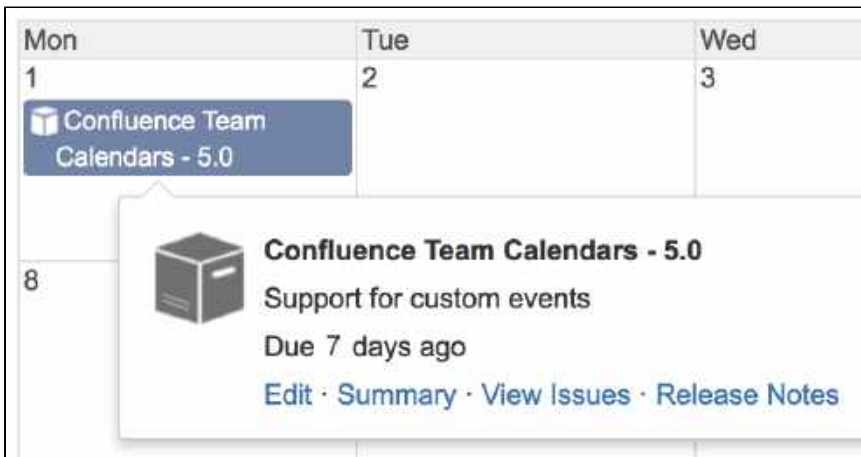 Mon Tue Wed
1 2 3
Confluence Team
Calendars - 5.0
8
Confluence Team Calendars - 5.0
Support for custom events
Due 7 days ago
Edit · Summary · View Issues · Release Notes